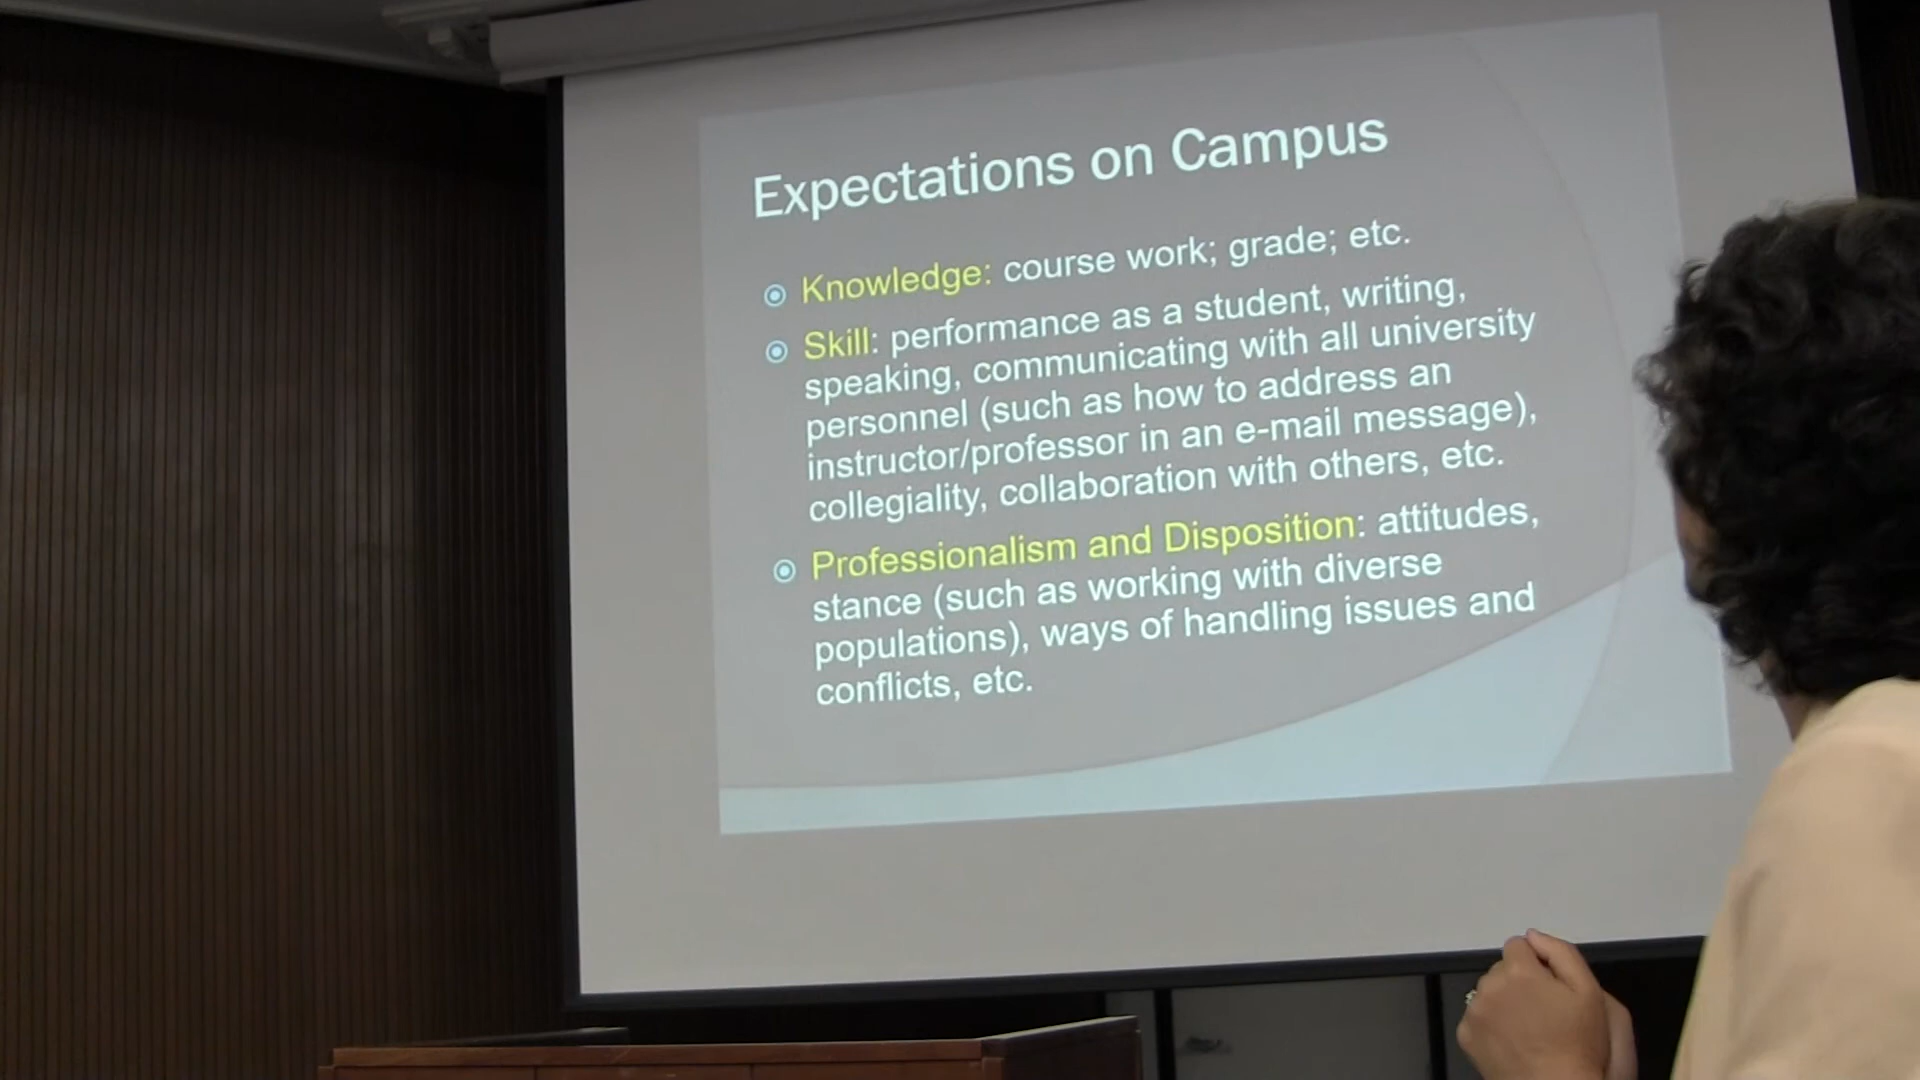 Expectations on Campus
Knowledge: course work; grade; etc.
Skill: performance as a student, writing,
speaking, communicating with all university
personnel (such as how to address an
instructor/professor in an e-mail message),
collegiality, collaboration with others, etc.
Professionalism and Disposition: attitudes,
stance (such as working with diverse
populations), ways of handling issues and
conflicts, etc.